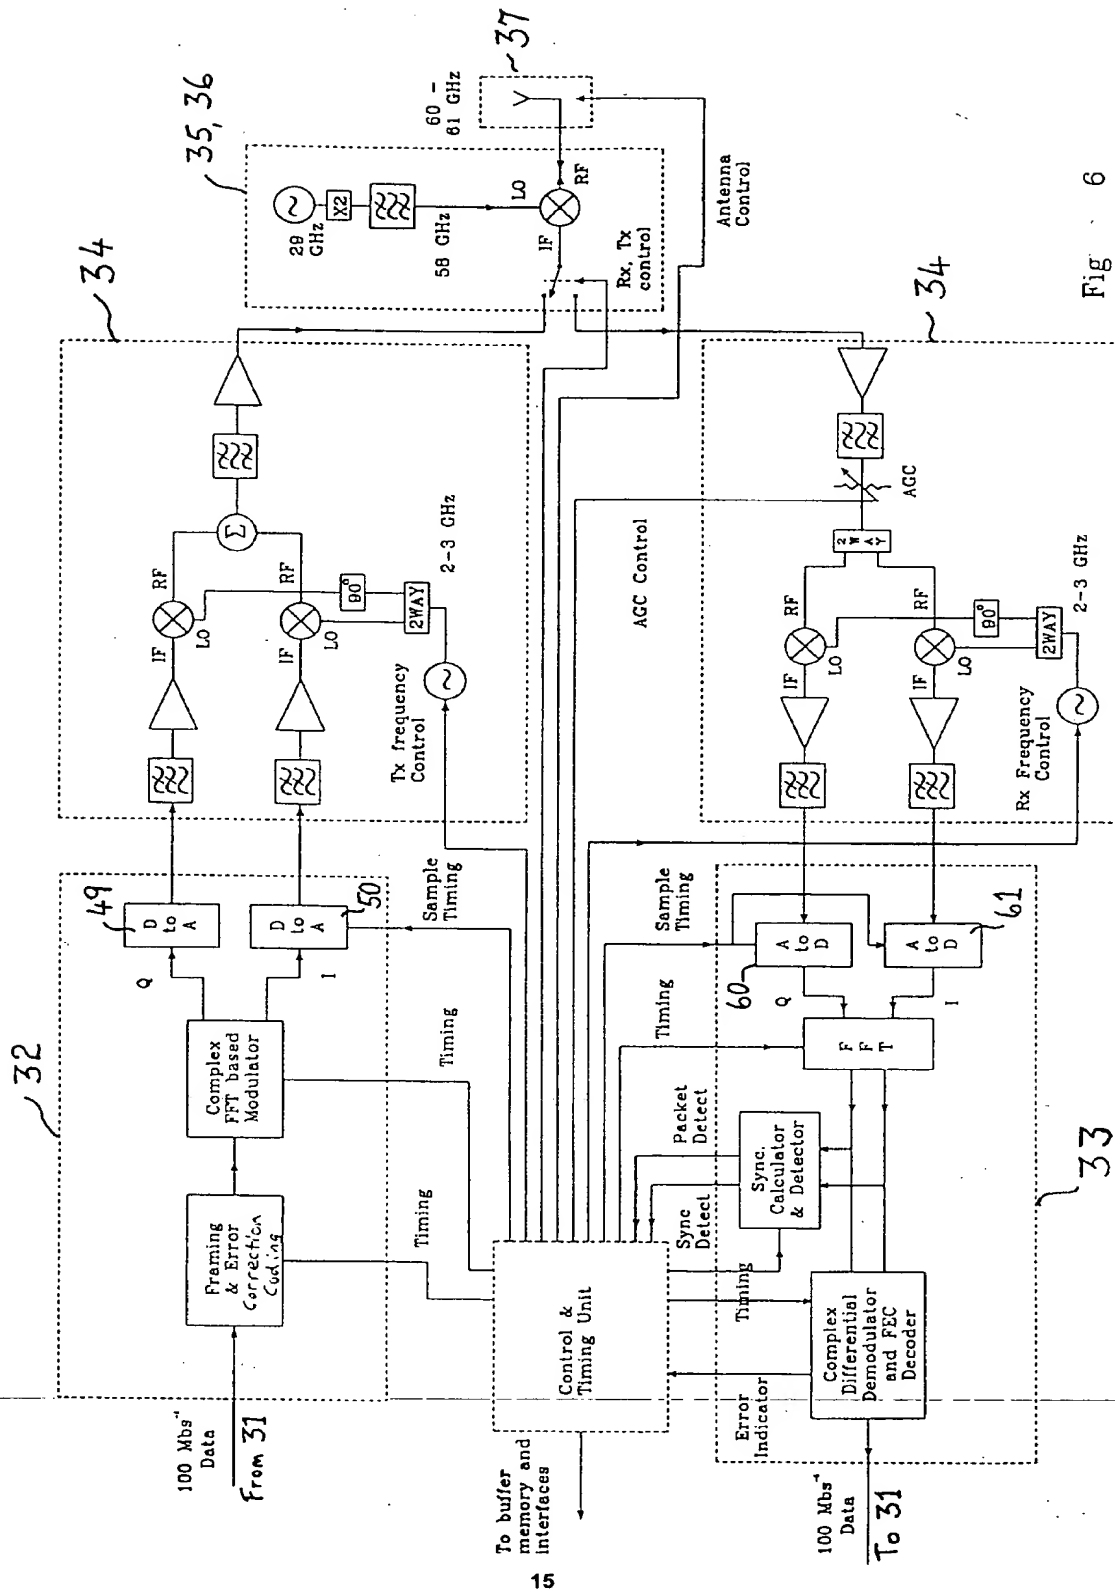 100 Mbs⁻¹
Data
From 31
32
Framing
& Error
Correction
Coding
Timing
Complex
FFT based
Modulator
Timing
Q
I
49
D
to
A
50
D
to
A
Sample
Timing
34
IF
LO
RF
IF
LO
RF
90°
2WAY
2-3 GHz
Tx frequency
Control
Σ
35, 36
29
GHz
X2
58 GHz
LO
IF
RF
Rx, Tx
control
60 -
61 GHz
37
Antenna
Control
To buffer
memory and
interfaces
Control &
Timing Unit
AGC Control
100 Mbs⁻¹
Data
To 31
33
Error
Indicator
Complex
Differential
Demodulator
and FEC
Decoder
Timing
Sync
Detect
Packet
Detect
Sync.
Calculator
& Detector
Timing
F
F
T
Q
I
Sample
Timing
60
A
to
D
61
A
to
D
34
IF
LO
RF
IF
LO
RF
90°
2WAY
2-3 GHz
Rx Frequency
Control
2
W
A
Y
AGC
Fig 6
15